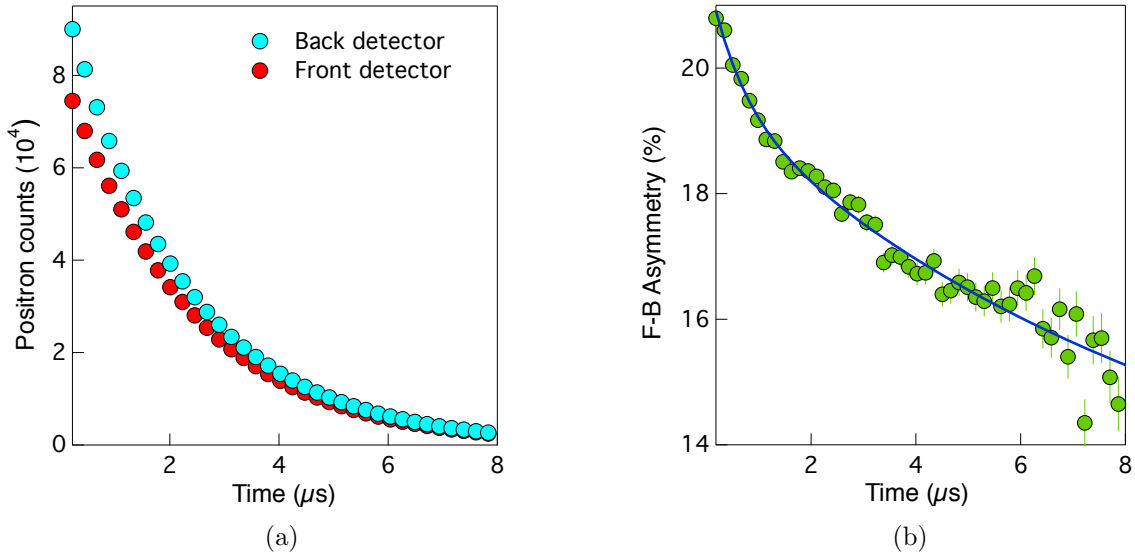 Positron counts (10⁴)
8
6
4
2
0
Back detector
Front detector
2
4
6
8
Time (µs)
(a)
F-B Asymmetry (%)
20
18
16
14
2
4
6
8
Time (µs)
(b)